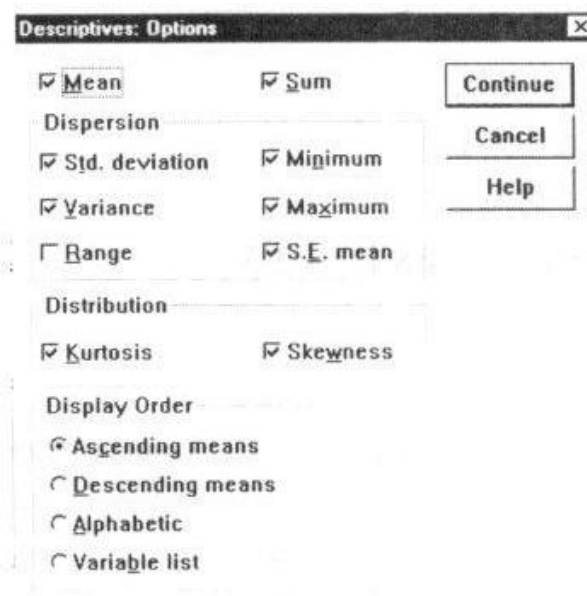 Descriptives: Options
Mean Sum Continue
Dispersion Cancel
Std. deviation Minimum Help
Variance Maximum
Range S.E. mean
Distribution
Kurtosis Skewness
Display Order
Ascending means
Descending means
Alphabetic
Variable list